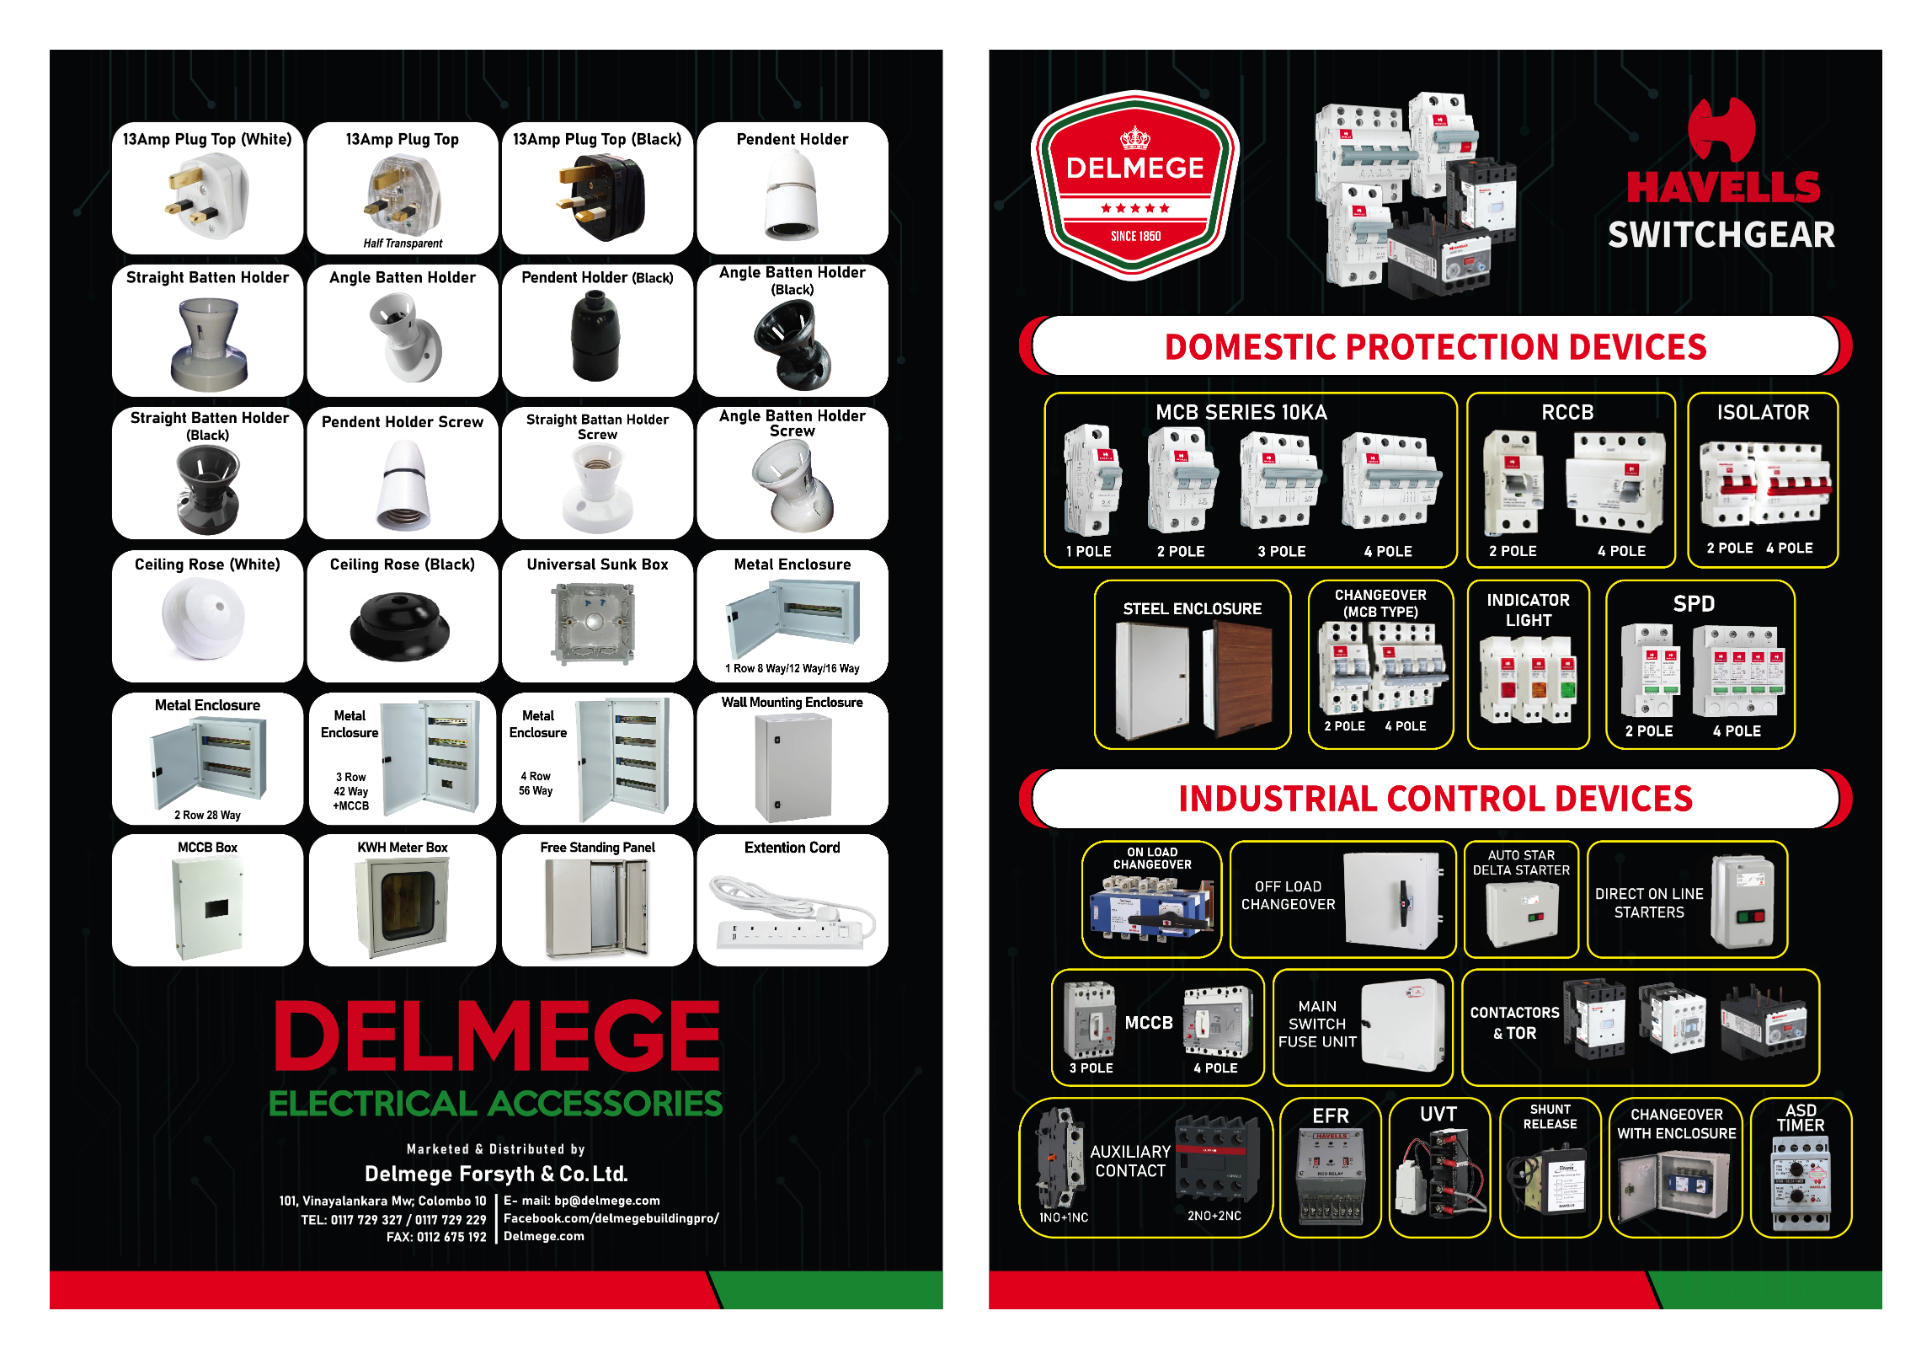 13Amp Plug Top (White)
13Amp Plug Top
Half Transparent
13Amp Plug Top (Black)
Pendent Holder
Straight Batten Holder
Angle Batten Holder
Pendent Holder (Black)
Angle Batten Holder
(Black)
Straight Batten Holder
(Black)
Pendent Holder Screw
Straight Battan Holder
Screw
Angle Batten Holder
Screw
Ceiling Rose (White)
Ceiling Rose (Black)
Universal Sunk Box
Metal Enclosure
1 Row 8 Way/12 Way/16 Way
Metal Enclosure
2 Row 28 Way
Metal
Enclosure
3 Row
42 Way
+MCCB
Metal
Enclosure
4 Row
56 Way
Wall Mounting Enclosure
MCCB Box
KWH Meter Box
Free Standing Panel
Extention Cord
DELMEGE
ELECTRICAL ACCESSORIES
Marketed & Distributed by
Delmege Forsyth & Co. Ltd.
101, Vinayalankara Mw; Colombo 10
TEL: 0117 729 327 / 0117 729 229
FAX: 0112 675 192
E- mail: bp@delmege.com
Facebook.com/delmegebuildingpro/
Delmege.com
DELMEGE
SINCE 1850
HAVELLS
SWITCHGEAR
DOMESTIC PROTECTION DEVICES
MCB SERIES 10KA
1 POLE
2 POLE
3 POLE
4 POLE
RCCB
2 POLE
4 POLE
ISOLATOR
2 POLE
4 POLE
STEEL ENCLOSURE
CHANGEOVER
(MCB TYPE)
2 POLE
4 POLE
INDICATOR
LIGHT
SPD
2 POLE
4 POLE
INDUSTRIAL CONTROL DEVICES
ON LOAD
CHANGEOVER
OFF LOAD
CHANGEOVER
AUTO STAR
DELTA STARTER
DIRECT ON LINE
STARTERS
3 POLE
MCCB
4 POLE
MAIN
SWITCH
FUSE UNIT
CONTACTORS
& TOR
1NO+1NC
AUXILIARY
CONTACT
2NO+2NC
EFR
HAVELLS
UVT
SHUNT
RELEASE
CHANGEOVER
WITH ENCLOSURE
ASD
TIMER